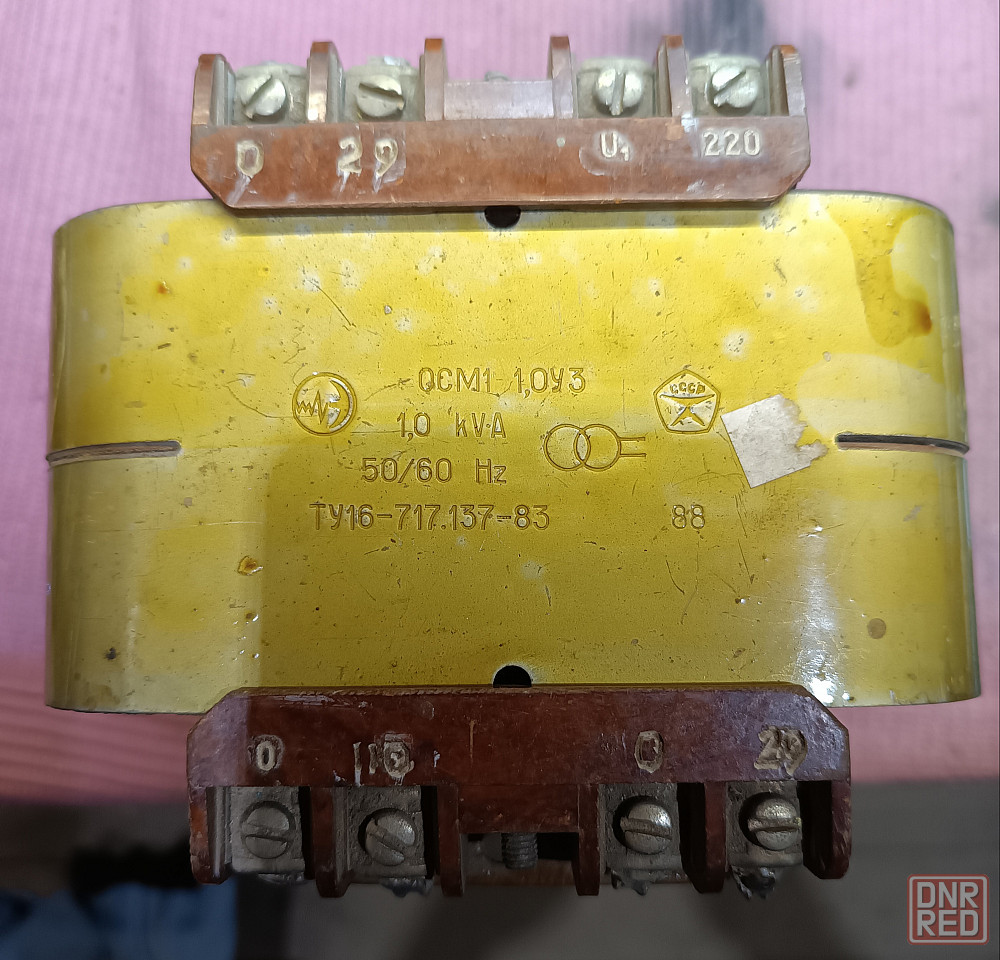 0 29 U₁ 220
ОСМ1-1,0У3
1,0 kV·A
50/60 Hz
ТУ16-717.137-83
88
СССР
0 110 0 29
DNR
RED